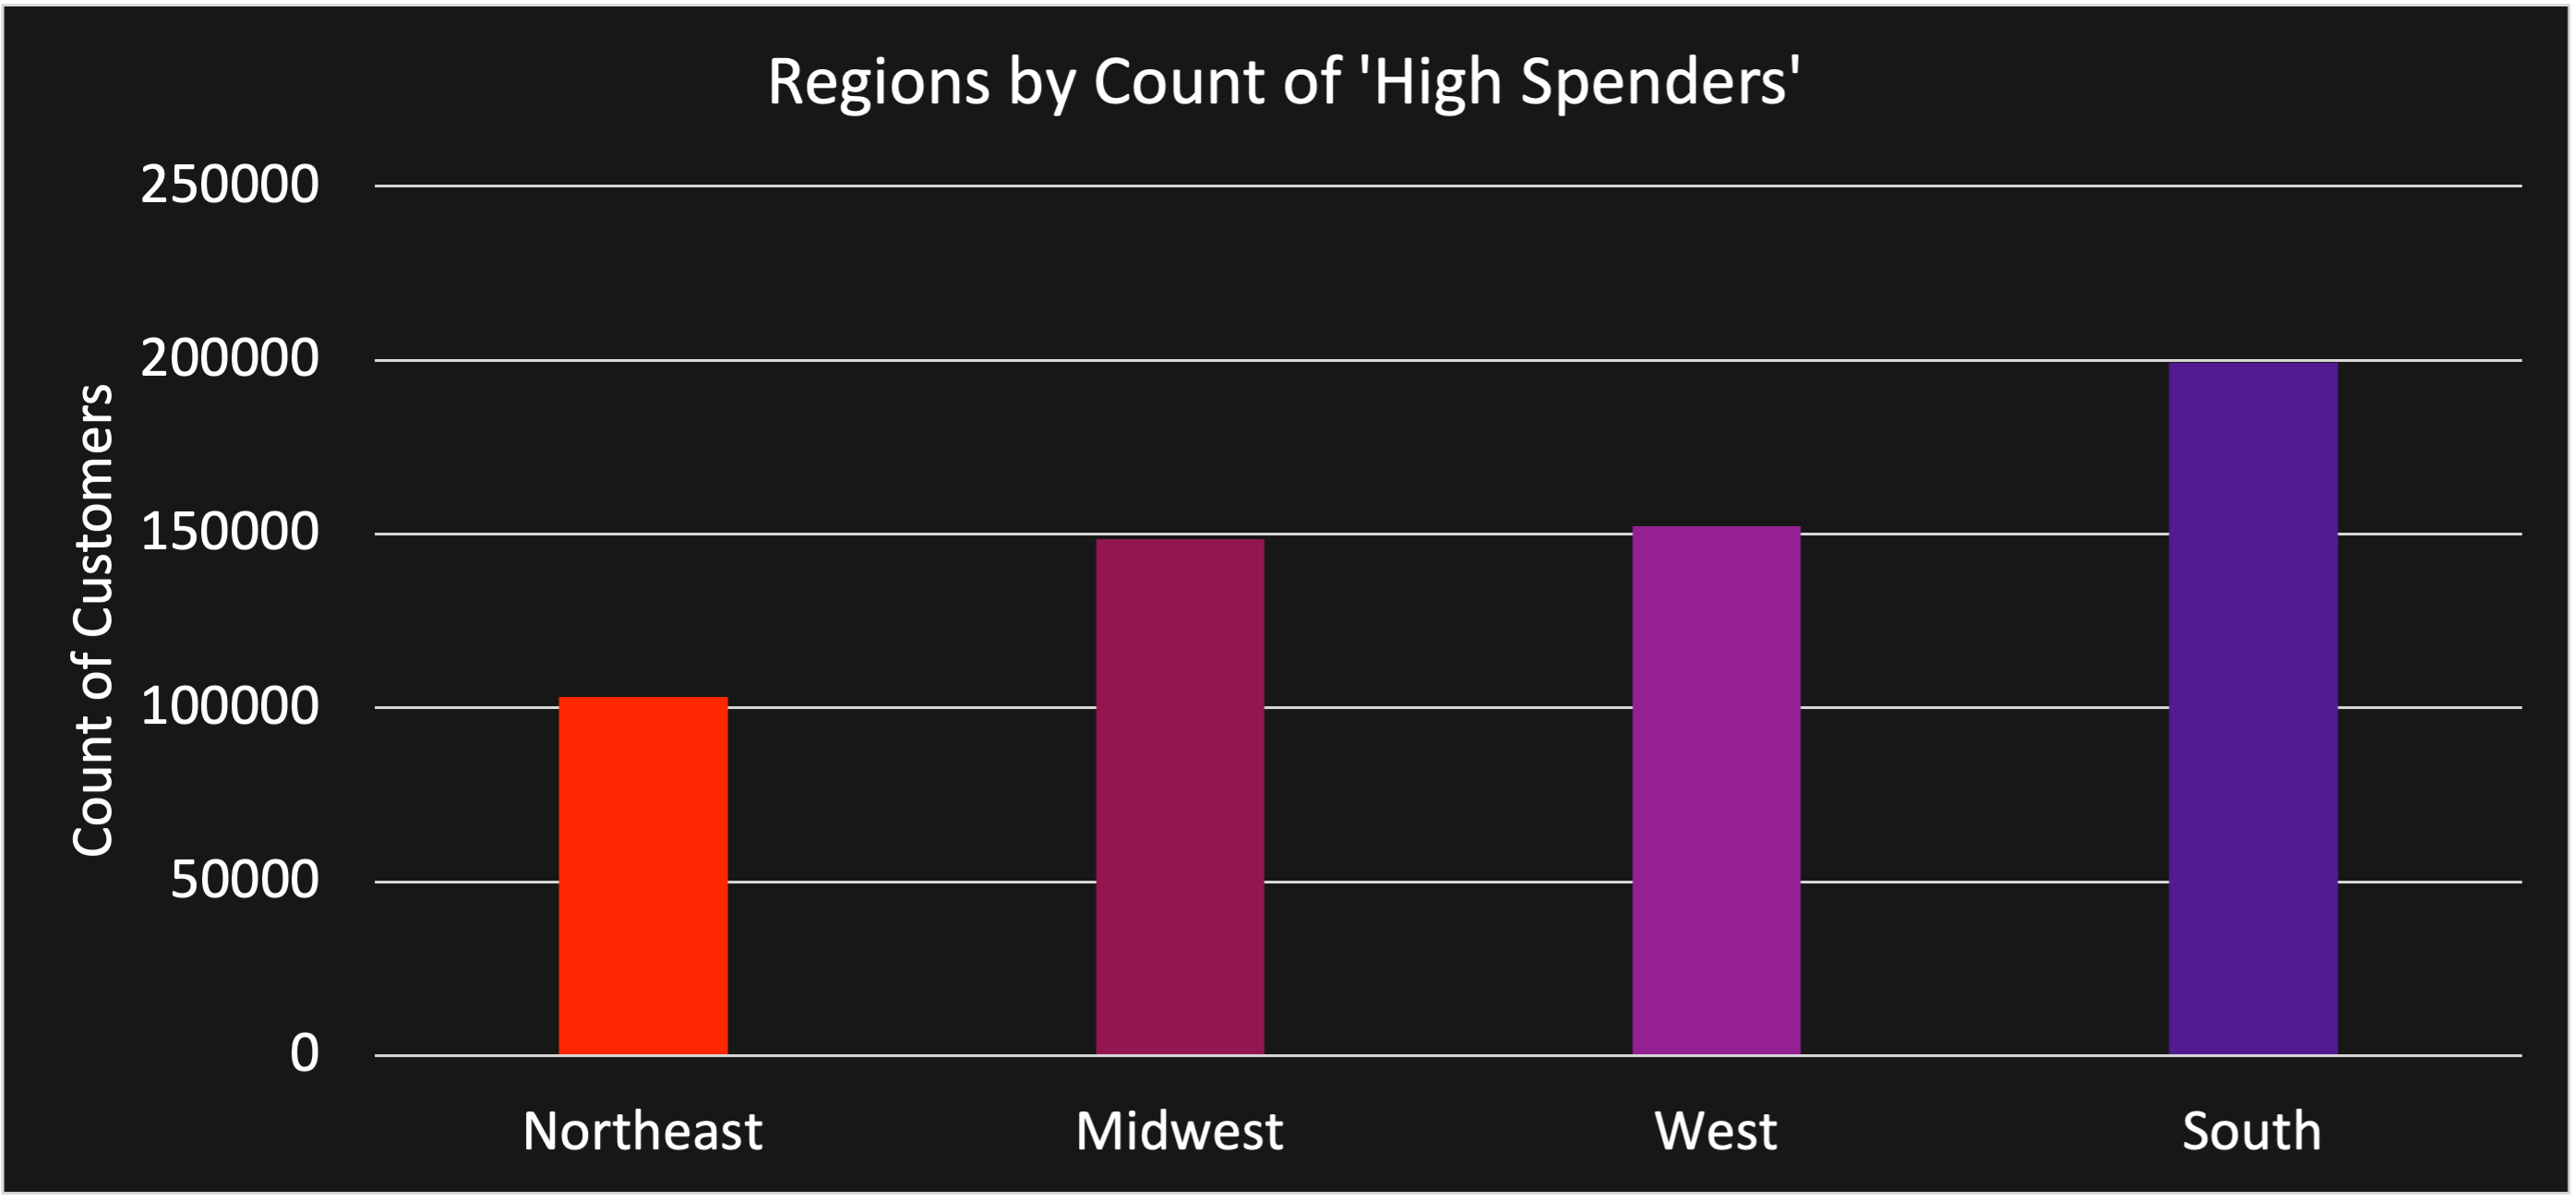 Regions by Count of 'High Spenders'
Count of Customers
250000
200000
150000
100000
50000
0
Northeast Midwest West South